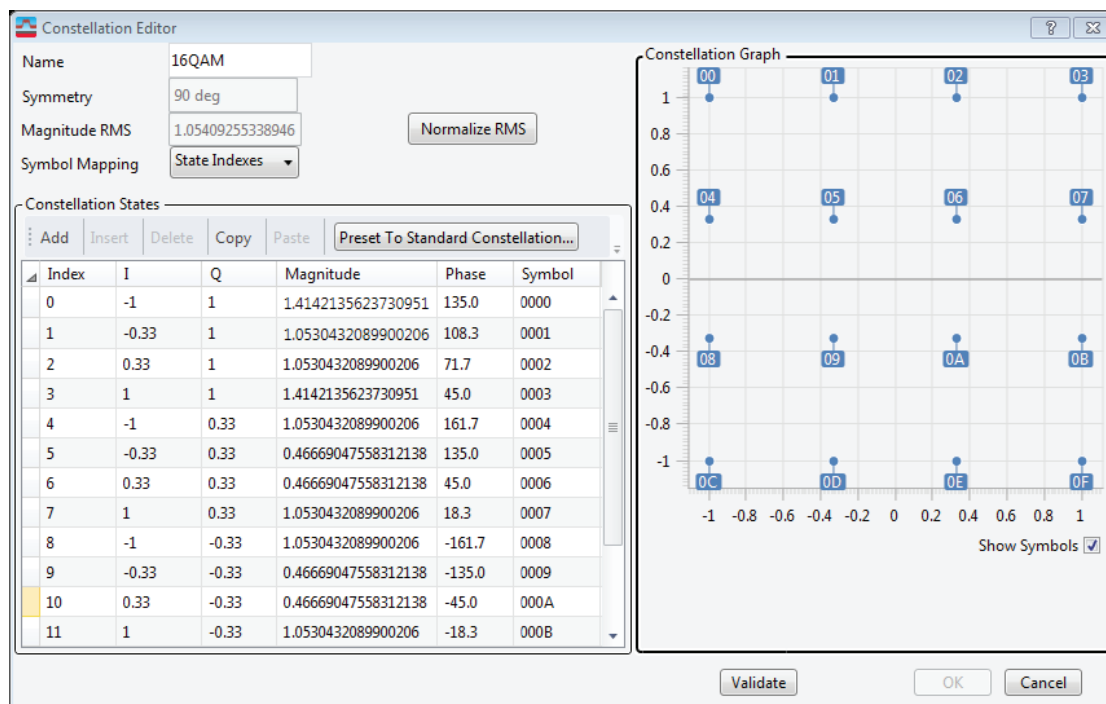 Constellation Editor
?
Name 16QAM
Symmetry 90 deg
Magnitude RMS 1.05409255338946 Normalize RMS
Symbol Mapping State Indexes
Constellation States
Add Insert Delete Copy Paste Preset To Standard Constellation...
Index I Q Magnitude Phase Symbol
0 -1 1 1.4142135623730951 135.0 0000
1 -0.33 1 1.0530432089900206 108.3 0001
2 0.33 1 1.0530432089900206 71.7 0002
3 1 1 1.4142135623730951 45.0 0003
4 -1 0.33 1.0530432089900206 161.7 0004
5 -0.33 0.33 0.46669047558312138 135.0 0005
6 0.33 0.33 0.46669047558312138 45.0 0006
7 1 0.33 1.0530432089900206 18.3 0007
8 -1 -0.33 1.0530432089900206 -161.7 0008
9 -0.33 -0.33 0.46669047558312138 -135.0 0009
10 0.33 -0.33 0.46669047558312138 -45.0 000A
11 1 -0.33 1.0530432089900206 -18.3 000B
Constellation Graph
00 01 02 03
1
0.8
0.6
04 05 06 07
0.4
0.2
0
-0.2
-0.4
08 09 0A 0B
-0.6
-0.8
-1
0C 0D 0E 0F
-1 -0.8 -0.6 -0.4 -0.2 0 0.2 0.4 0.6 0.8 1
Show Symbols
Validate OK Cancel